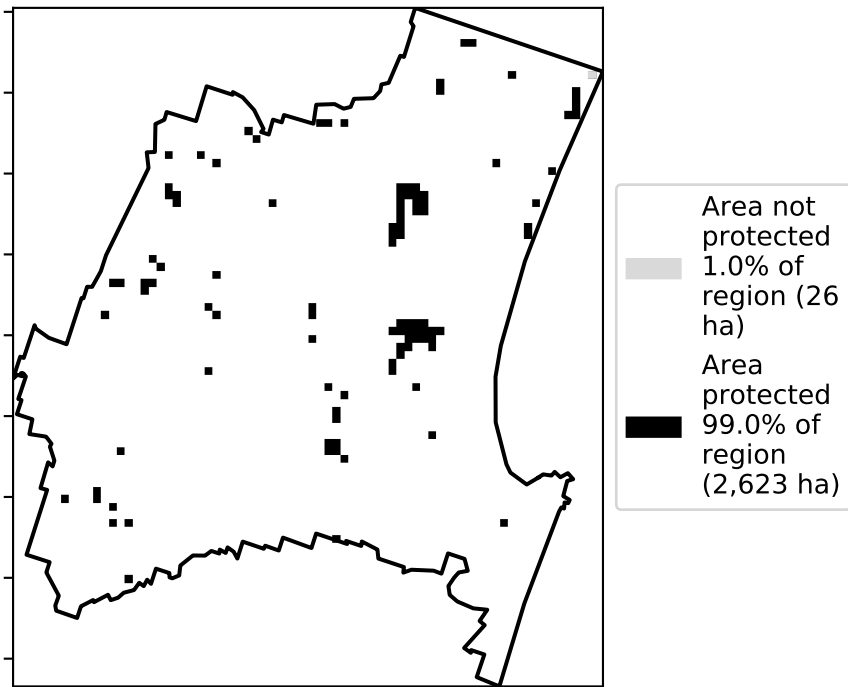 Area not
protected
1.0% of
region (26
ha)
Area
protected
99.0% of
region
(2,623 ha)